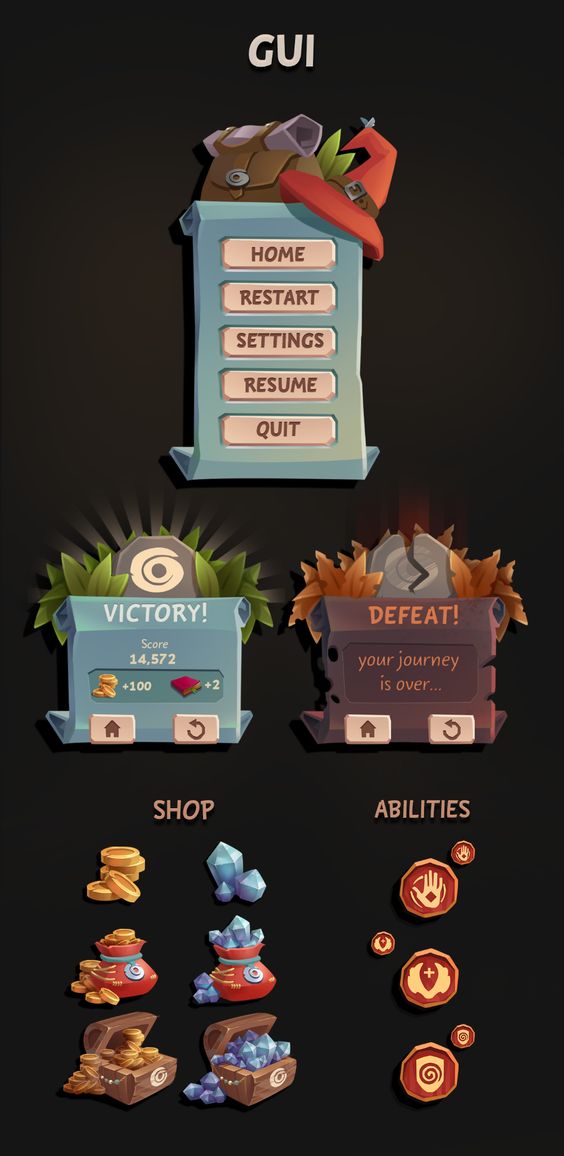 GUI
HOME
RESTART
SETTINGS
RESUME
QUIT
VICTORY!
Score
14,572
+100 +2
DEFEAT!
your journey
is over...
SHOP
ABILITIES